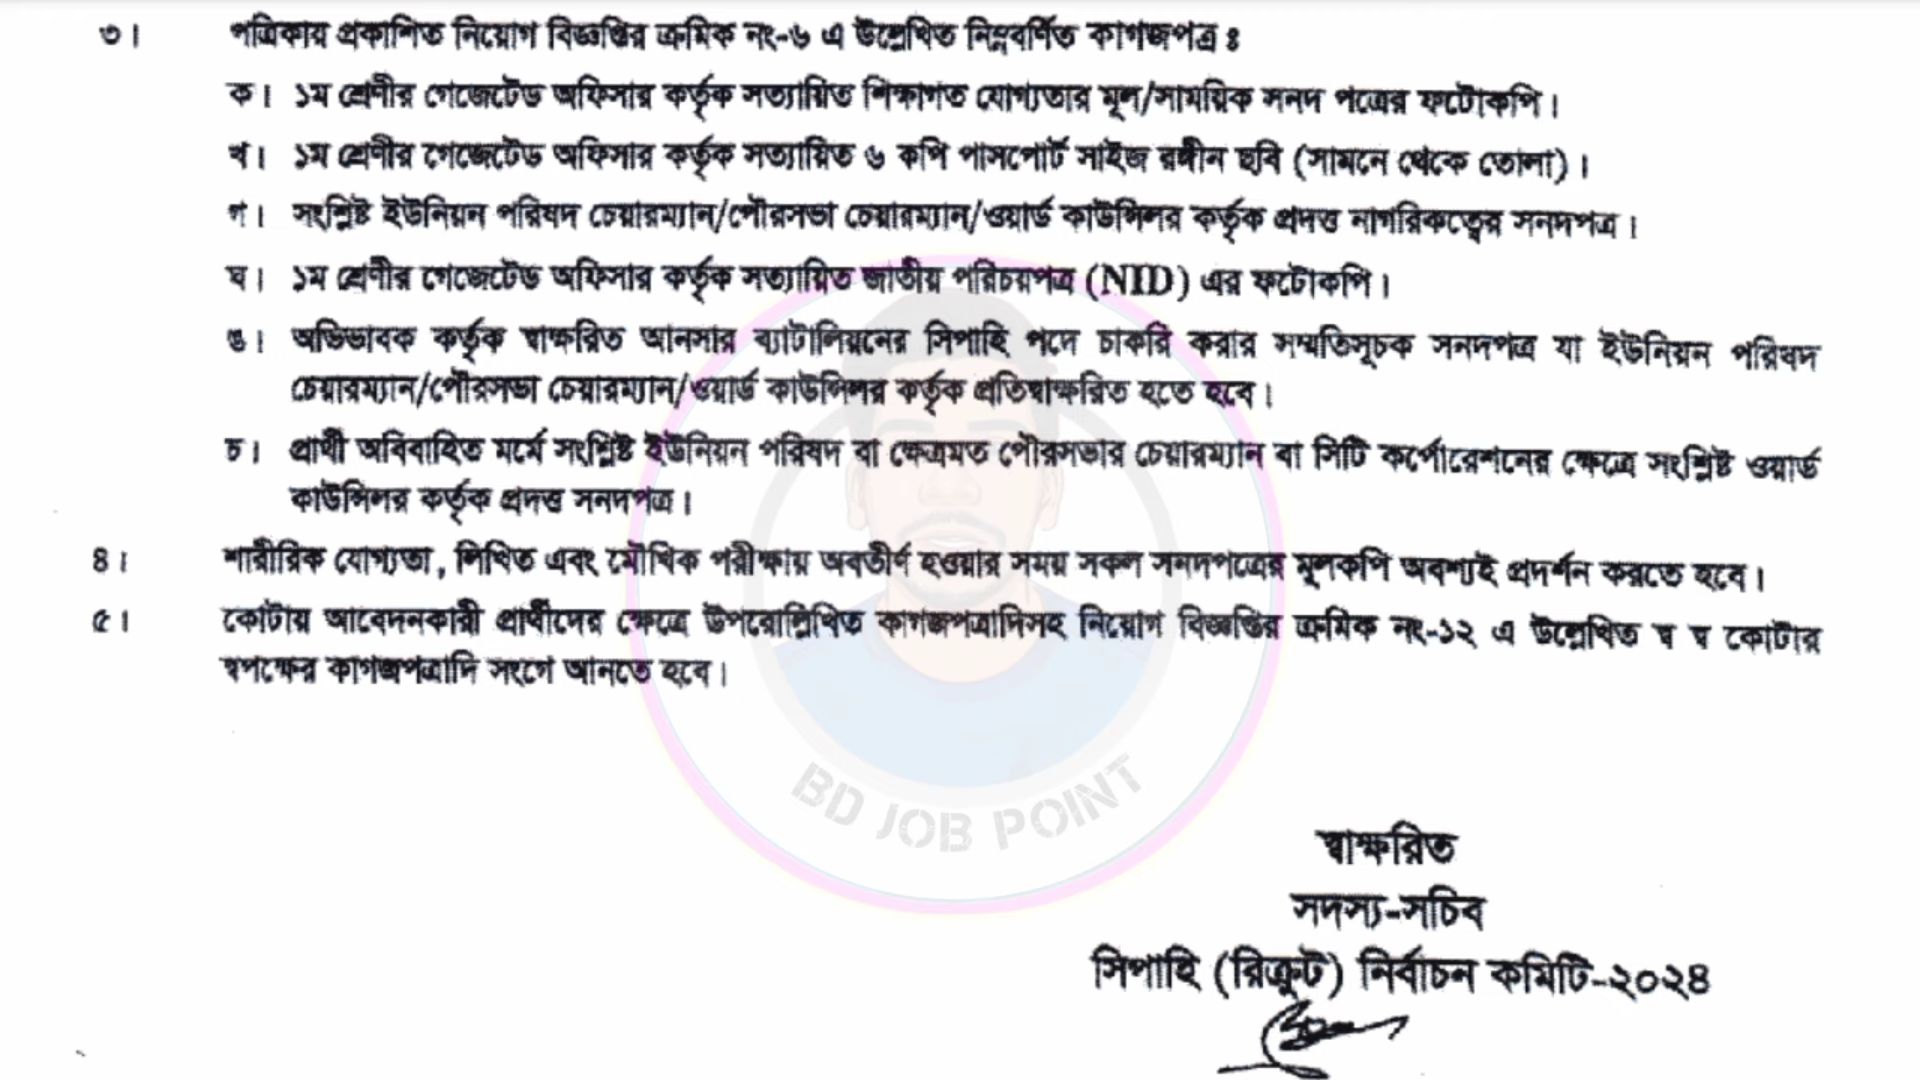 ৩। পত্রিকায় প্রকাশিত নিয়োগ বিজ্ঞপ্তির ক্রমিক নং-৬ এ উল্লেখিত নিম্নবর্ণিত কাগজপত্র ঃ
ক। ১ম শ্রেণীর গেজেটেড অফিসার কর্তৃক সত্যায়িত শিক্ষাগত যোগ্যতার মূল/সাময়িক সনদ পত্রের ফটোকপি।
খ। ১ম শ্রেণীর গেজেটেড অফিসার কর্তৃক সত্যায়িত ৬ কপি পাসপোর্ট সাইজ রঙ্গীন ছবি (সামনে থেকে তোলা)।
গ। সংশ্লিষ্ট ইউনিয়ন পরিষদ চেয়ারম্যান/পৌরসভা চেয়ারম্যান/ওয়ার্ড কাউন্সিলর কর্তৃক প্রদত্ত নাগরিকত্বের সনদপত্র।
ঘ। ১ম শ্রেণীর গেজেটেড অফিসার কর্তৃক সত্যায়িত জাতীয় পরিচয়পত্র (NID) এর ফটোকপি।
ঙ। অভিভাবক কর্তৃক স্বাক্ষরিত আনসার ব্যাটালিয়নের সিপাহি পদে চাকরি করার সম্মতিসূচক সনদপত্র যা ইউনিয়ন পরিষদ
চেয়ারম্যান/পৌরসভা চেয়ারম্যান/ওয়ার্ড কাউন্সিলর কর্তৃক প্রতিস্বাক্ষরিত হতে হবে।
চ। প্রার্থী অবিবাহিত মর্মে সংশ্লিষ্ট ইউনিয়ন পরিষদ বা ক্ষেত্রমত পৌরসভার চেয়ারম্যান বা সিটি কর্পোরেশনের ক্ষেত্রে সংশ্লিষ্ট ওয়ার্ড
কাউন্সিলর কর্তৃক প্রদত্ত সনদপত্র।
৪। শারীরিক যোগ্যতা, লিখিত এবং মৌখিক পরীক্ষায় অবতীর্ণ হওয়ার সময় সকল সনদপত্রের মূলকপি অবশ্যই প্রদর্শন করতে হবে।
৫। কোটায় আবেদনকারী প্রার্থীদের ক্ষেত্রে উপরোল্লিখিত কাগজপত্রাদিসহ নিয়োগ বিজ্ঞপ্তির ক্রমিক নং-১২ এ উল্লেখিত স্ব স্ব কোটার
স্বপক্ষের কাগজপত্রাদি সংগে আনতে হবে।
BD JOB POINT
স্বাক্ষরিত
সদস্য-সচিব
সিপাহি (রিক্রুট) নির্বাচন কমিটি-২০২৪